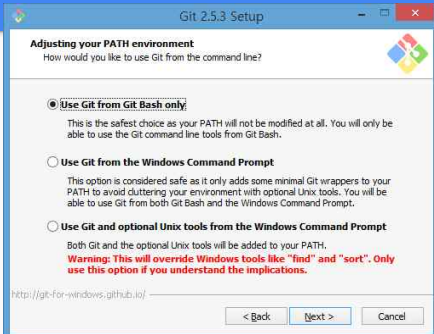 Git 2.5.3 Setup
Adjusting your PATH environment
How would you like to use Git from the command line?
Use Git from Git Bash only
This is the safest choice as your PATH will not be modified at all. You will only be
able to use the Git command line tools from Git Bash.
Use Git from the Windows Command Prompt
This option is considered safe as it only adds some minimal Git wrappers to your
PATH to avoid cluttering your environment with optional Unix tools. You will be
able to use Git from both Git Bash and the Windows Command Prompt.
Use Git and optional Unix tools from the Windows Command Prompt
Both Git and the optional Unix tools will be added to your PATH.
Warning: This will override Windows tools like "find" and "sort". Only
use this option if you understand the implications.
http://git-for-windows.github.io/
< Back Next > Cancel